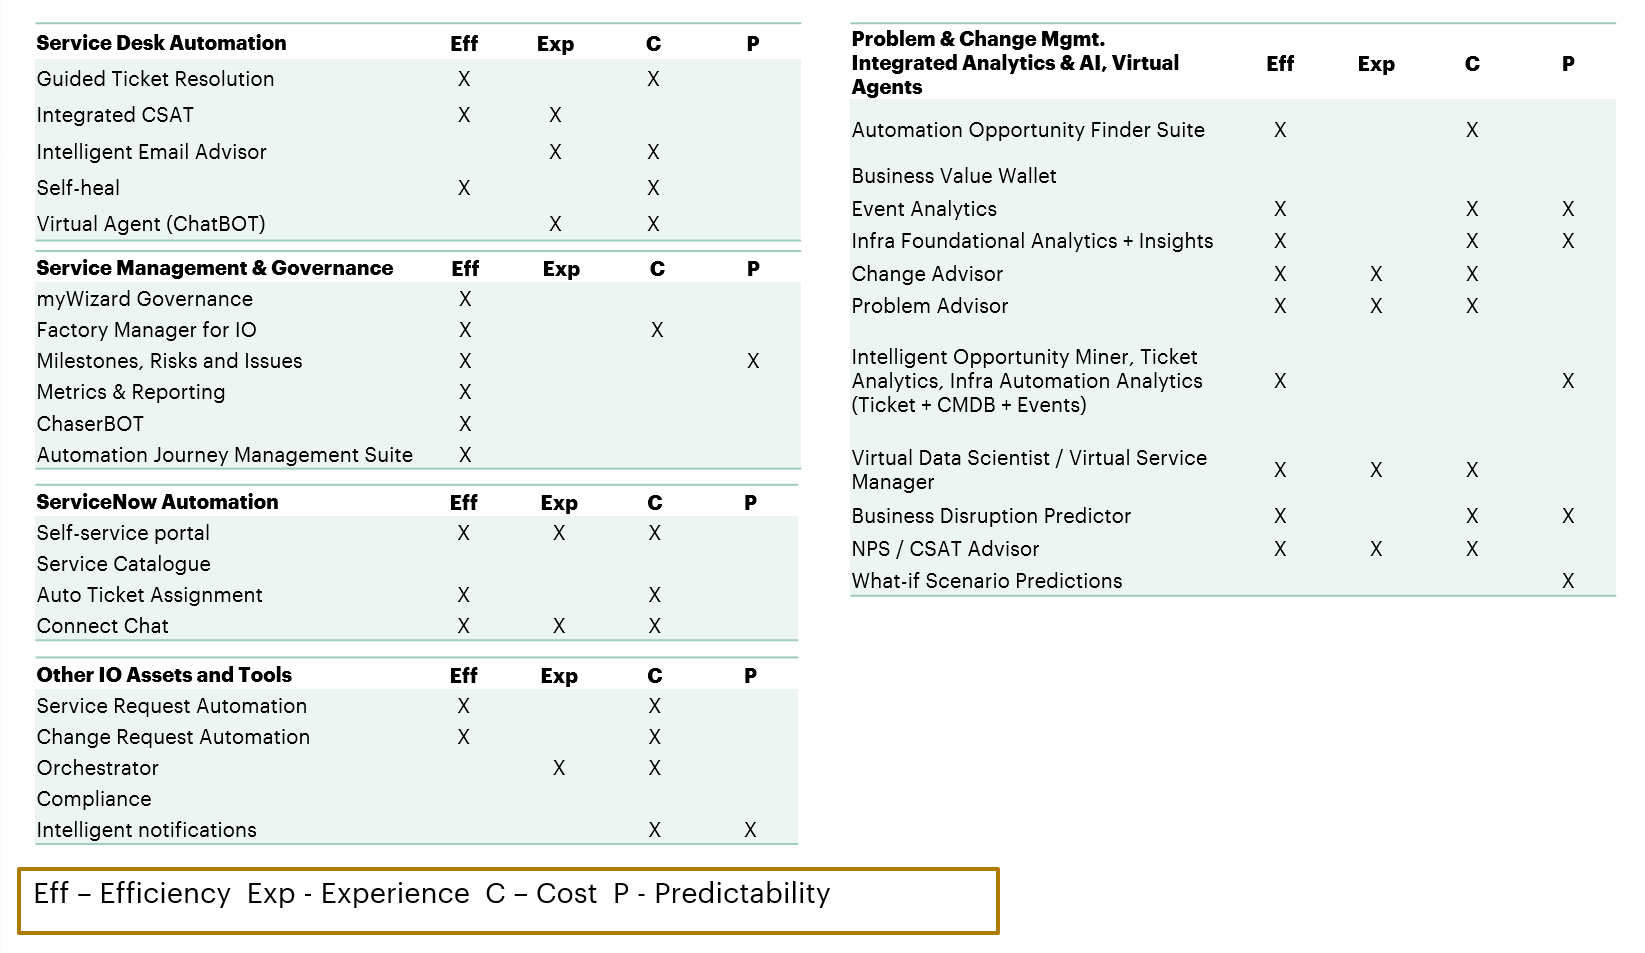 Service Desk Automation Eff Exp C P
Guided Ticket Resolution X X
Integrated CSAT X X
Intelligent Email Advisor X X
Self-heal X X
Virtual Agent (ChatBOT) X X
Service Management & Governance Eff Exp C P
myWizard Governance X
Factory Manager for IO X X
Milestones, Risks and Issues X X
Metrics & Reporting X
ChaserBOT X
Automation Journey Management Suite X
ServiceNow Automation Eff Exp C P
Self-service portal X X X
Service Catalogue
Auto Ticket Assignment X X
Connect Chat X X X
Other IO Assets and Tools Eff Exp C P
Service Request Automation X X
Change Request Automation X X
Orchestrator X X
Compliance
Intelligent notifications X X
Problem & Change Mgmt.
Integrated Analytics & AI, Virtual Eff Exp C P
Agents
Automation Opportunity Finder Suite X X
Business Value Wallet
Event Analytics X X X
Infra Foundational Analytics + Insights X X X
Change Advisor X X X
Problem Advisor X X X
Intelligent Opportunity Miner, Ticket
Analytics, Infra Automation Analytics X X
(Ticket + CMDB + Events)
Virtual Data Scientist / Virtual Service
Manager X X X
Business Disruption Predictor X X X
NPS / CSAT Advisor X X X
What-if Scenario Predictions X
Eff – Efficiency Exp - Experience C – Cost P - Predictability